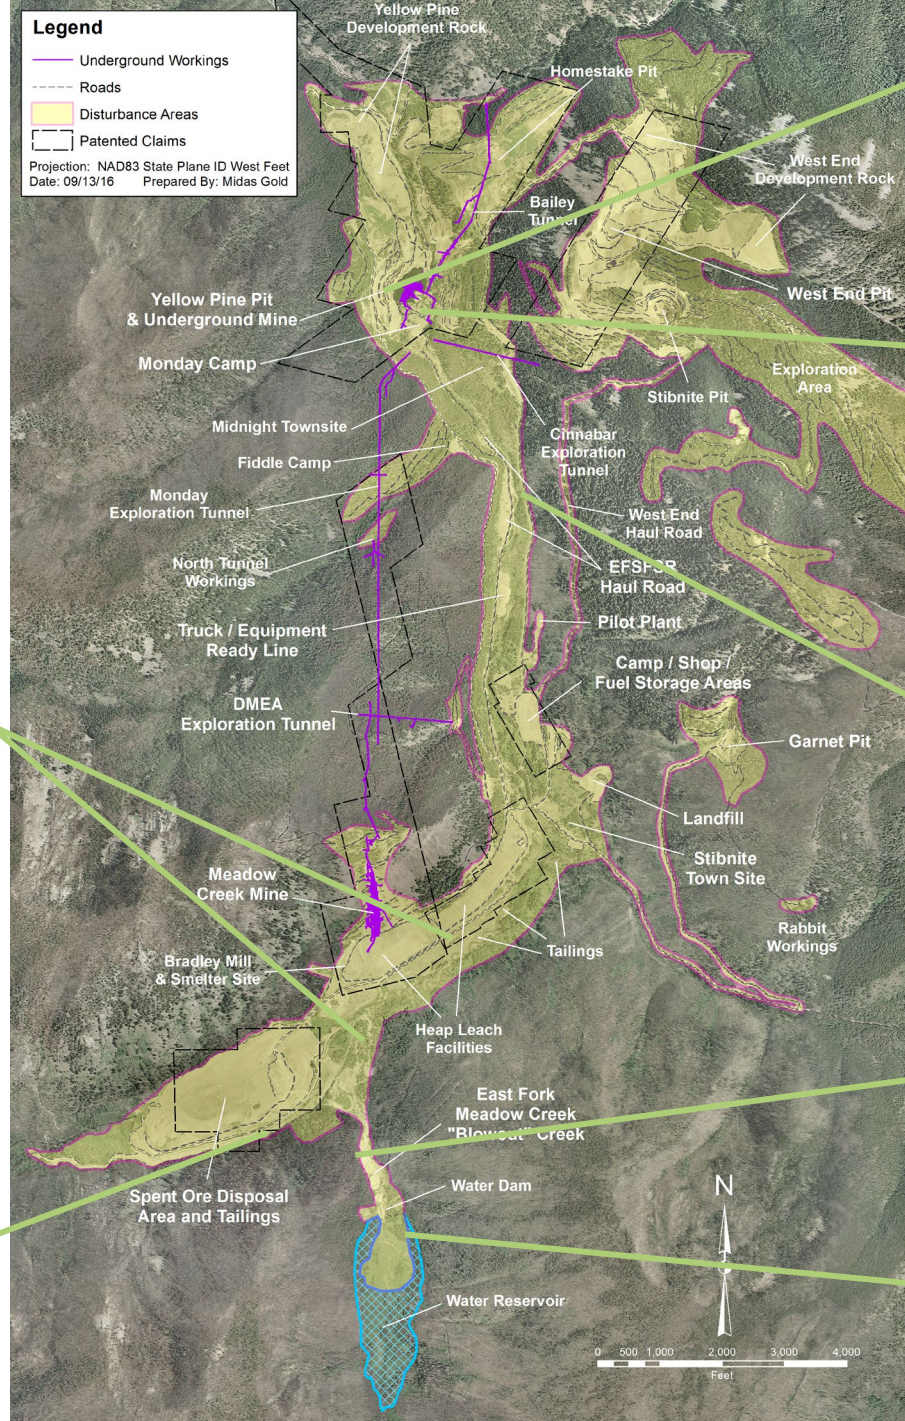 Legend
Underground Workings
Roads
Disturbance Areas
Patented Claims
Projection: NAD83 State Plane ID West Feet
Date: 09/13/16 Prepared By: Midas Gold
Yellow Pine
Development Rock
Homestake Pit
West End
Development Rock
Bailey
Tunnel
Yellow Pine Pit
& Underground Mine
West End Pit
Monday Camp
Exploration
Area
Stibnite Pit
Midnight Townsite
Cinnabar
Exploration
Tunnel
Fiddle Camp
Monday
Exploration Tunnel
West End
Haul Road
North Tunnel
Workings
EFSFSR
Haul Road
Truck / Equipment
Ready Line
Pilot Plant
Camp / Shop /
Fuel Storage Areas
DMEA
Exploration Tunnel
Garnet Pit
Landfill
Stibnite
Town Site
Meadow
Creek Mine
Rabbit
Workings
Tailings
Bradley Mill
& Smelter Site
Heap Leach
Facilities
East Fork
Meadow Creek
"Blowout" Creek
Water Dam
Spent Ore Disposal
Area and Tailings
N
Water Reservoir
0 500 1,000 2,000 3,000 4,000
Feet